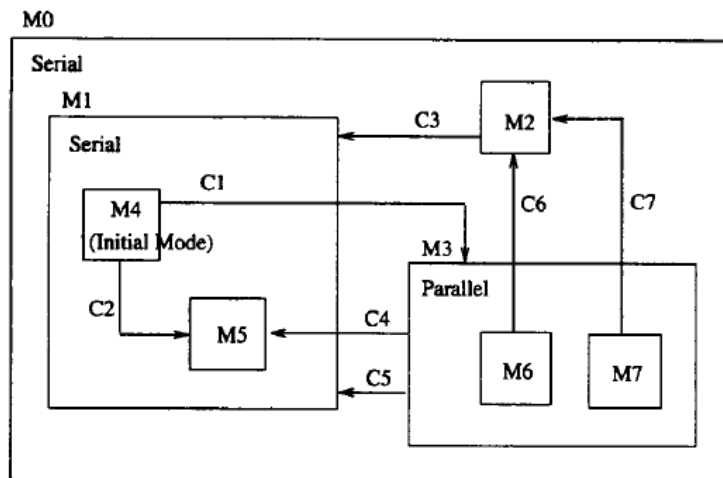 M0
Serial
M1
Serial
C3
M2
C1
M4
(Initial Mode)
C6
C7
M3
Parallel
C2
M5
C4
M6
M7
C5